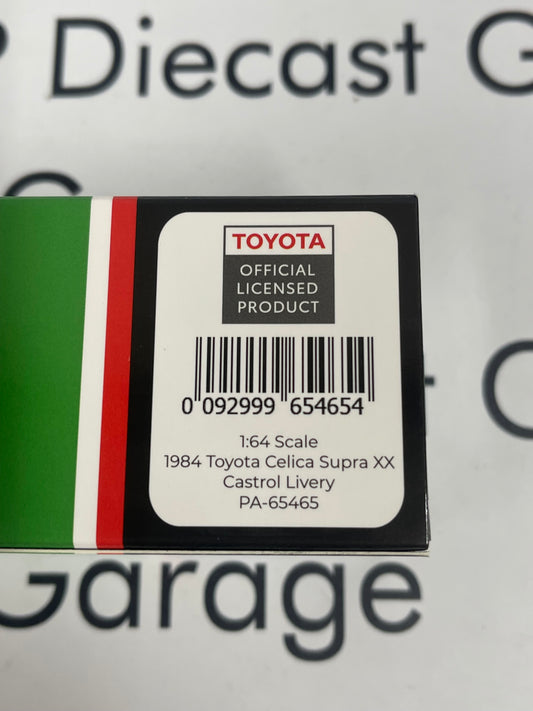 Diecast G
TOYOTA
OFFICIAL
LICENSED
PRODUCT
0 092999 654654
1:64 Scale
1984 Toyota Celica Supra XX
Castrol Livery
PA-65465
Garage